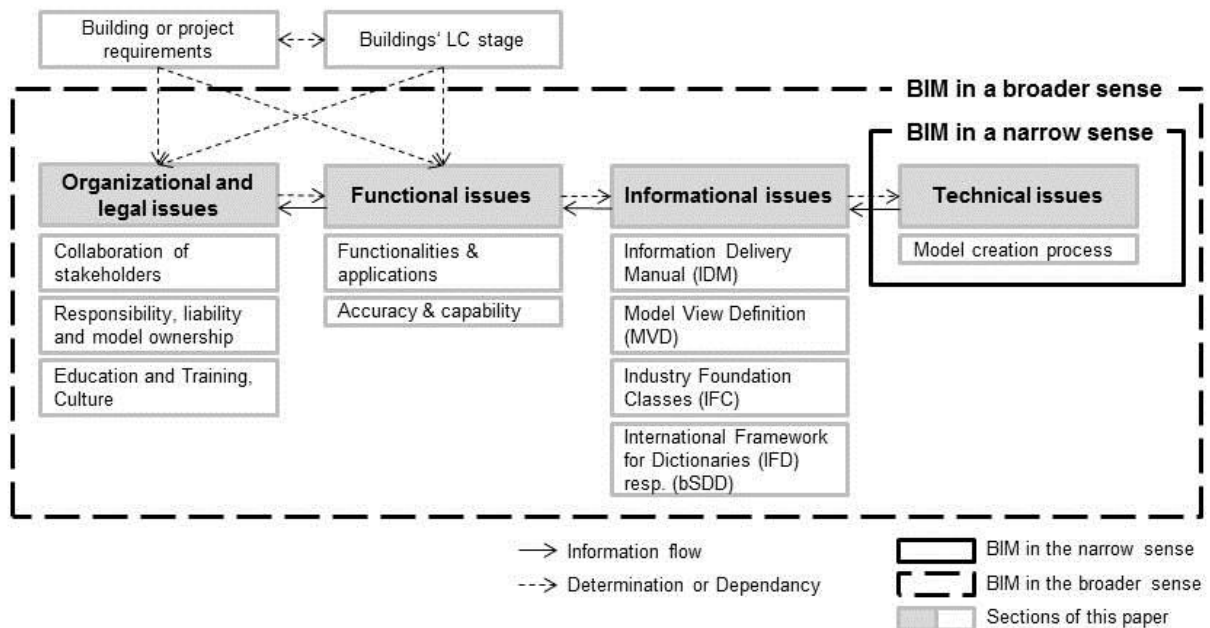 Building or project
requirements
Buildings‘ LC stage
BIM in a broader sense
BIM in a narrow sense
Organizational and
legal issues
Functional issues
Informational issues
Technical issues
Collaboration of
stakeholders
Responsibility, liability
and model ownership
Education and Training,
Culture
Functionalities &
applications
Accuracy & capability
Information Delivery
Manual (IDM)
Model View Definition
(MVD)
Industry Foundation
Classes (IFC)
International Framework
for Dictionaries (IFD)
resp. (bSDD)
Model creation process
Information flow
Determination or Dependancy
BIM in the narrow sense
BIM in the broader sense
Sections of this paper